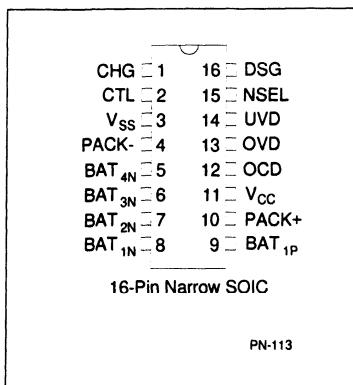 CHG 1 16 DSG
CTL 2 15 NSEL
VSS 3 14 UVD
PACK- 4 13 OVD
BAT4N 5 12 OCD
BAT3N 6 11 VCC
BAT2N 7 10 PACK+
BAT1N 8 9 BAT1P
16-Pin Narrow SOIC
PN-113